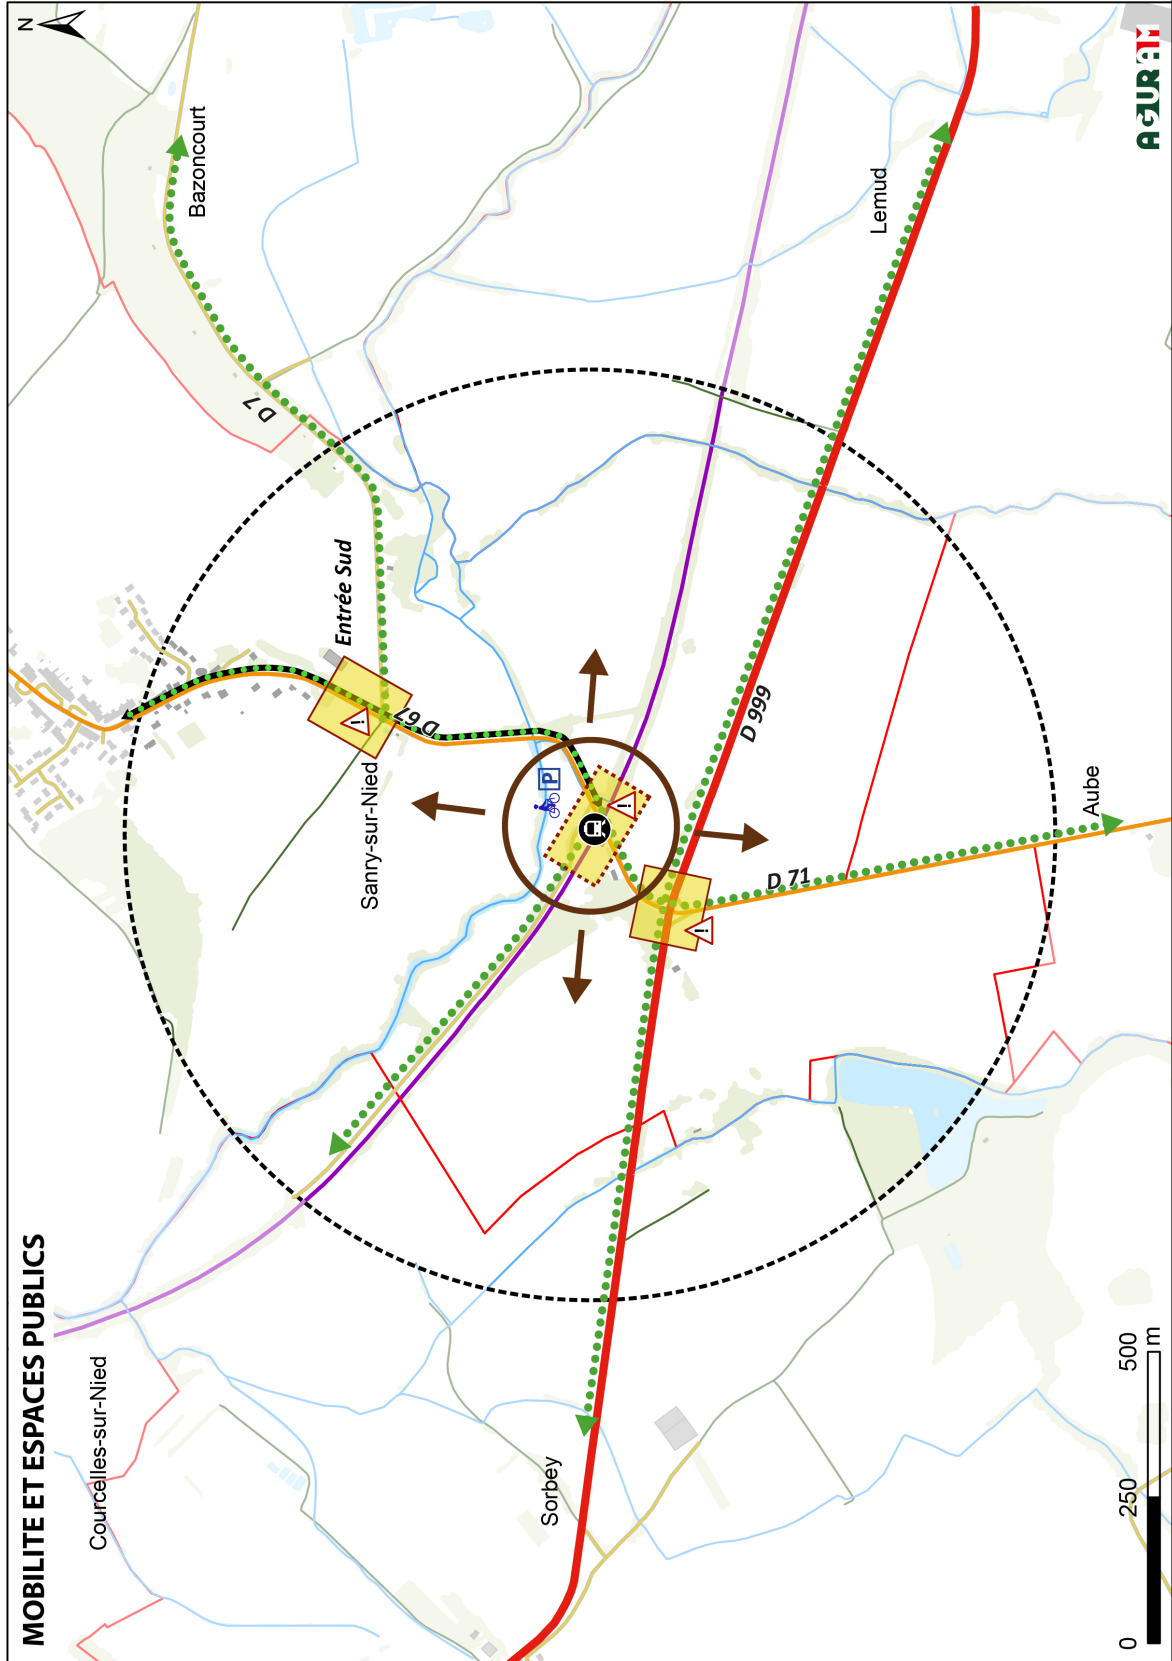 MOBILITE ET ESPACES PUBLICS
N
Courcelles-sur-Nied
Sanry-sur-Nied
Entrée Sud
Bazoncourt
D 7
D 67
P
Sorbey
D 999
D 71
Lemud
Aube
0 250 500
m
AGURAM